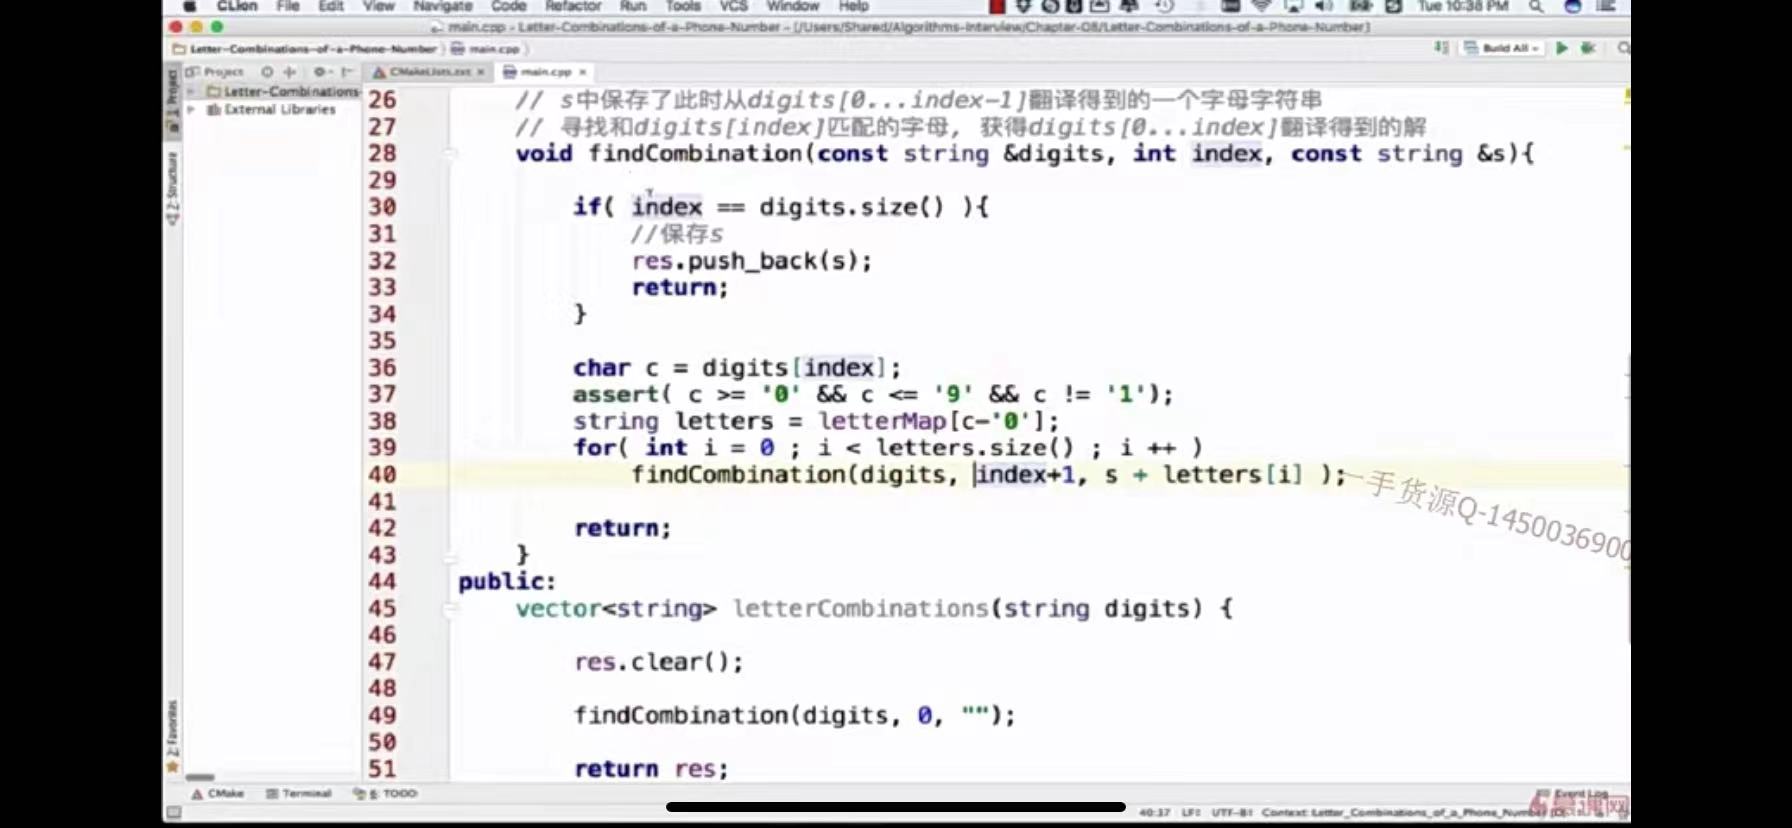 CLion File Edit View Navigate Code Refactor Run Tools VCS Window Help Tue 10:38 PM
main.cpp - Letter-Combinations-of-a-Phone-Number - [/Users/Shared/Algorithms-Interview/Chapter-08/Letter-Combinations-of-a-Phone-Number]
Letter-Combinations-of-a-Phone-Number main.cpp Build All
Project CMakeLists.txt main.cpp
Letter-Combinations-
External Libraries
1: Project
2: Structure
2: Favorites
26 // s中保存了此时从digits[0...index-1]翻译得到的一个字母字符串
27 // 寻找和digits[index]匹配的字母, 获得digits[0...index]翻译得到的解
28 void findCombination(const string &digits, int index, const string &s){
29
30 if( index == digits.size() ){
31 //保存s
32 res.push_back(s);
33 return;
34 }
35
36 char c = digits[index];
37 assert( c >= '0' && c <= '9' && c != '1');
38 string letters = letterMap[c-'0'];
39 for( int i = 0 ; i < letters.size() ; i ++ )
40 findCombination(digits, index+1, s + letters[i] );
41
42 return;
43 }
44 public:
45 vector<string> letterCombinations(string digits) {
46
47 res.clear();
48
49 findCombination(digits, 0, "");
50
51 return res;
一手货源Q-1450036900
CMake Terminal 6: TODO Event Log
40:37 LF: UTF-8: Context: Letter_Combinations_of_a_Phone_Number
慕课网